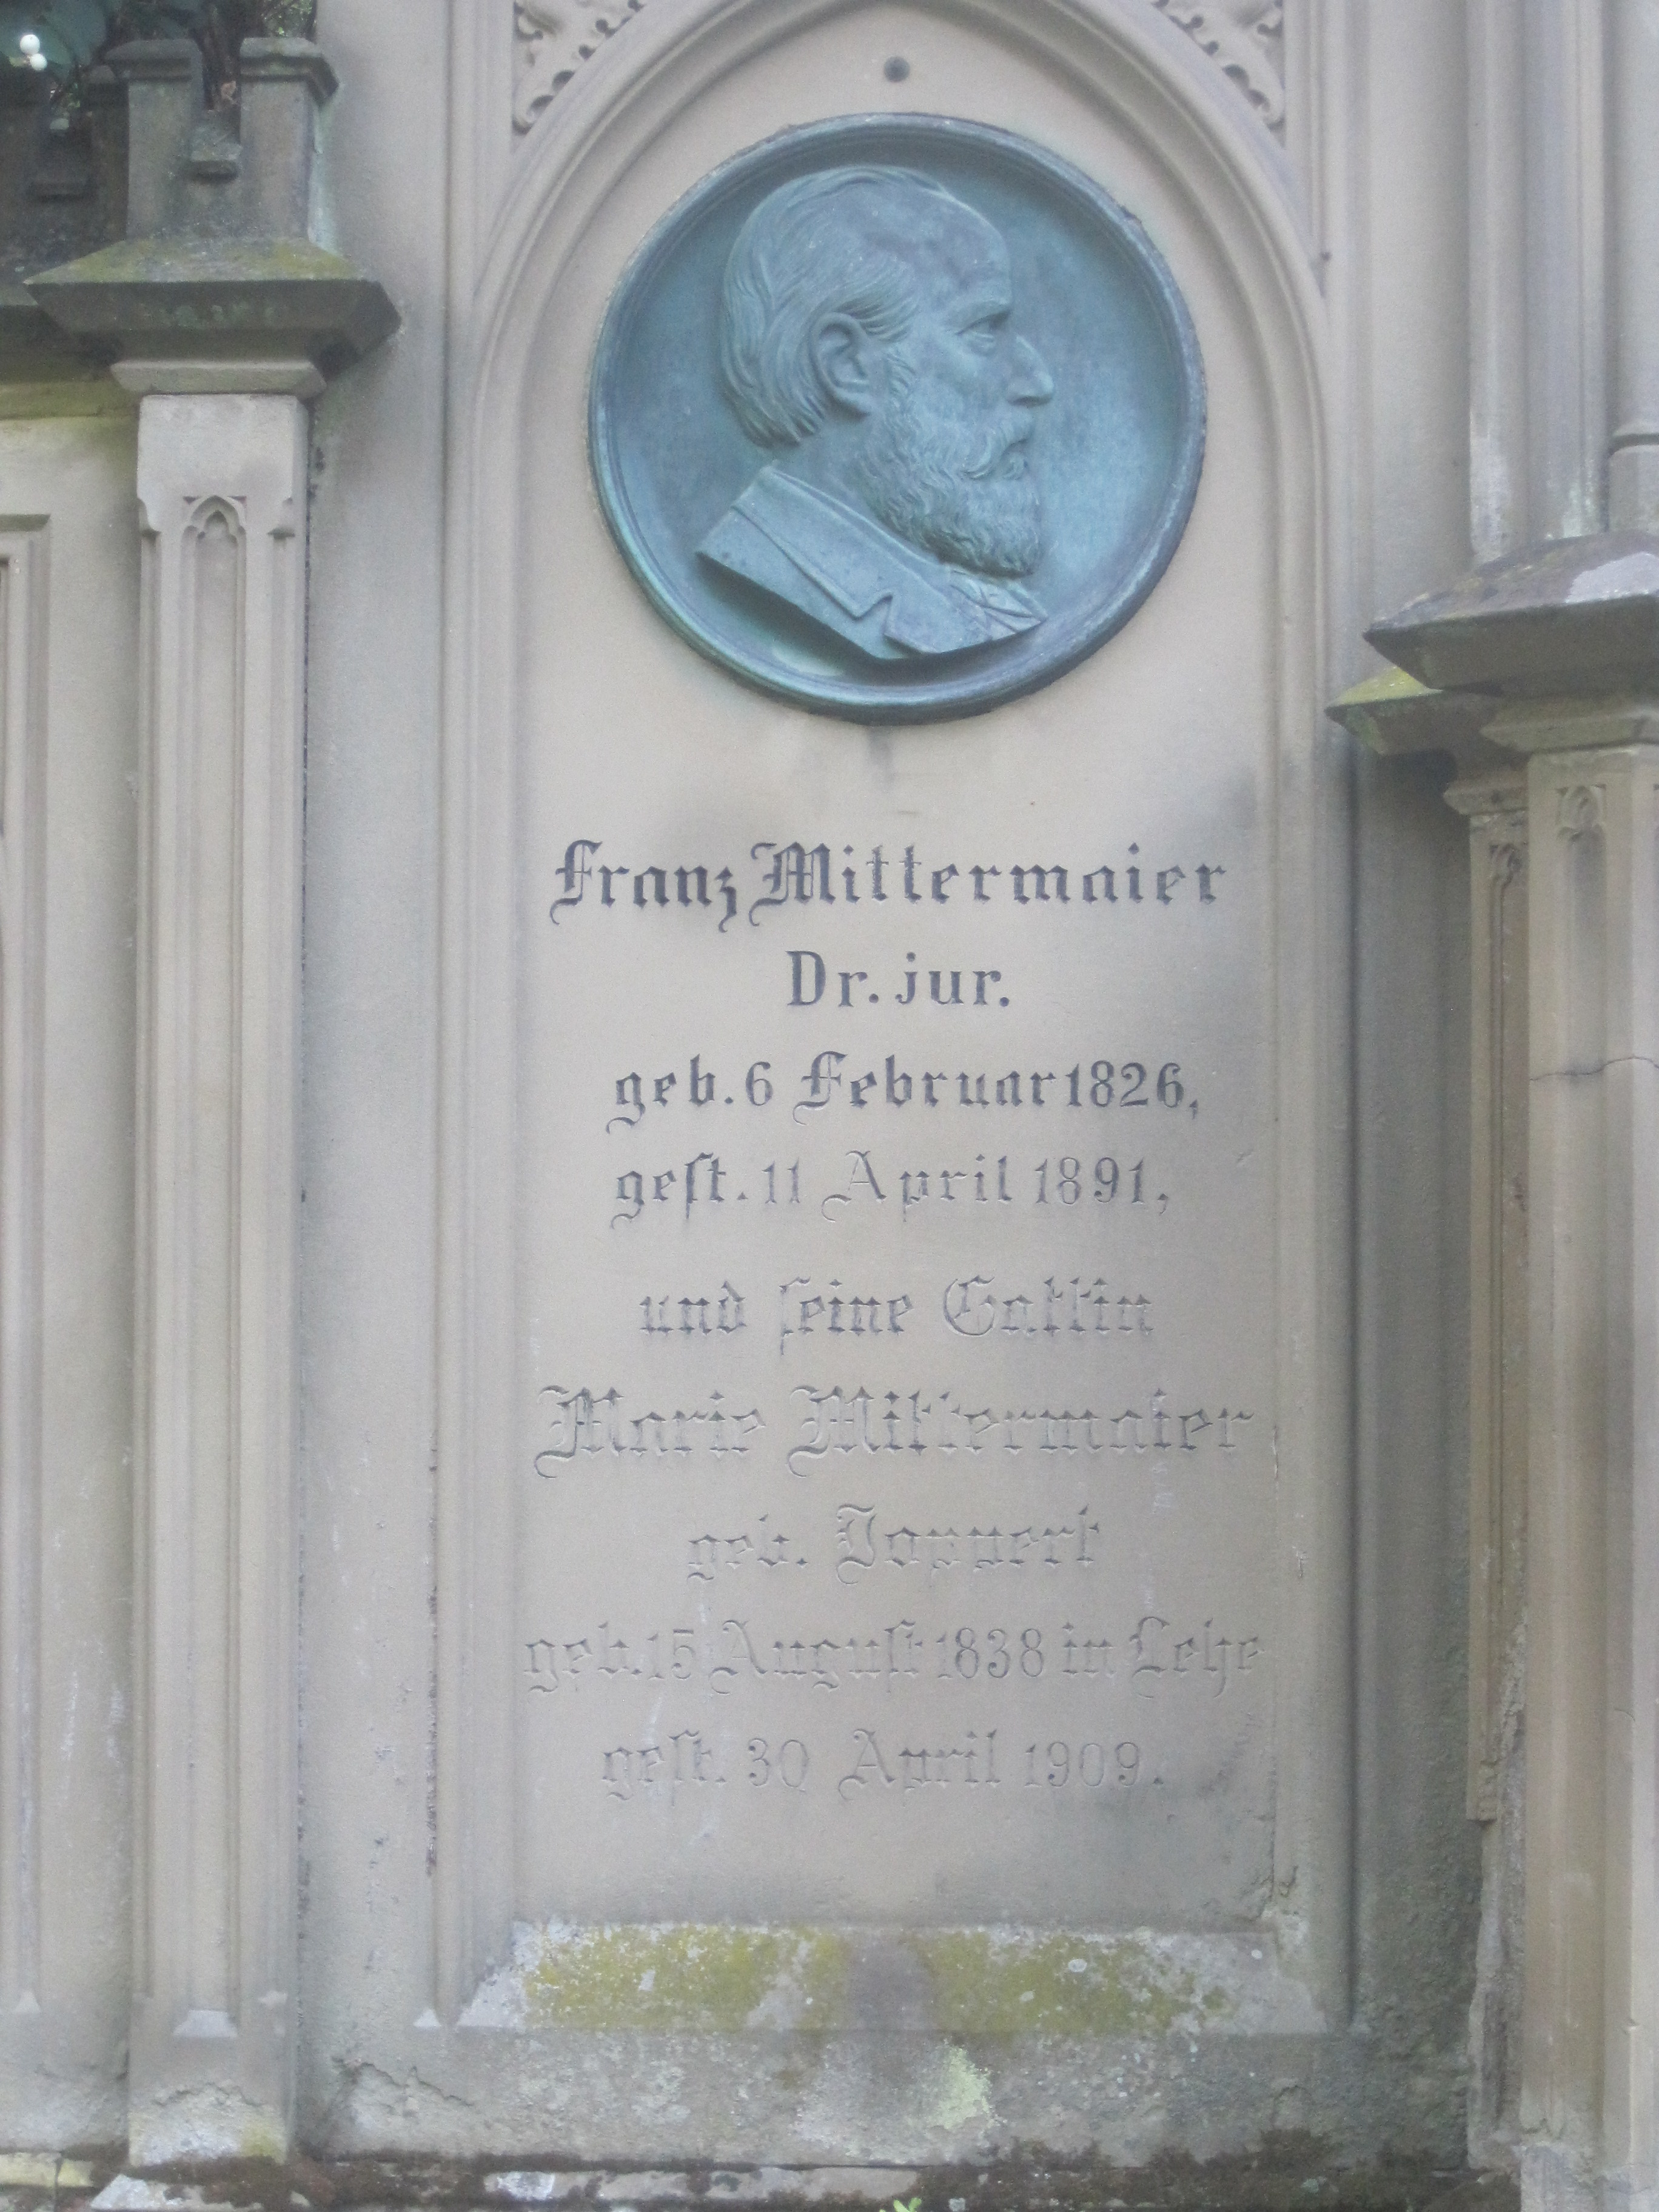 Franz Mittermaier
Dr. jur.
geb. 6 Februar 1826,
geſt. 11 April 1891,
und ſeine Gattin
Marie Mittermaier
geb. Joppert
geb. 15 Auguſt 1838 in Lehe
geſt. 30 April 1909.